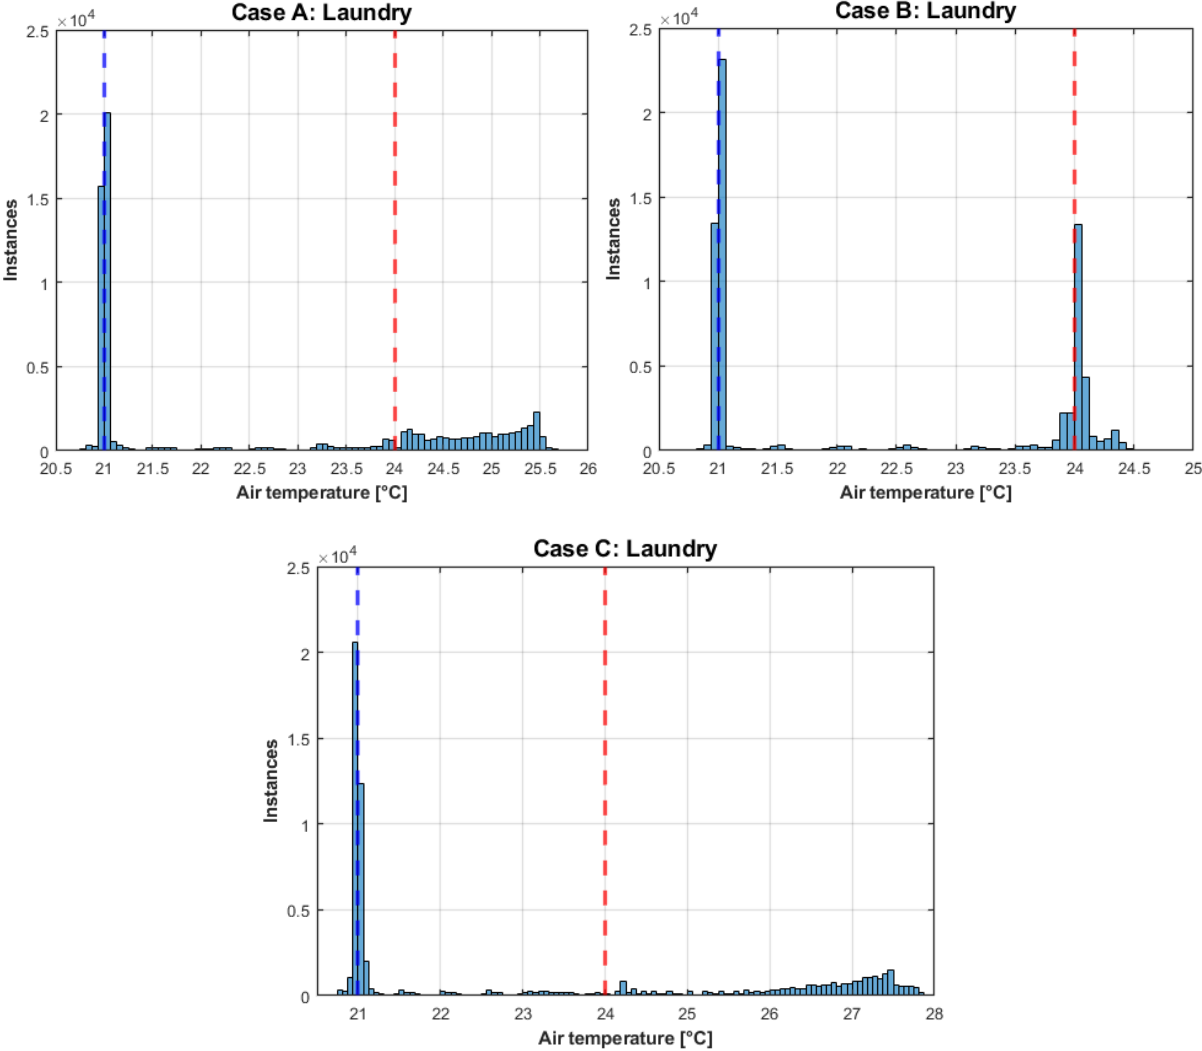 Case A: Laundry
×10⁴
2.5
2
1.5
1
0.5
0
Instances
20.5 21 21.5 22 22.5 23 23.5 24 24.5 25 25.5 26
Air temperature [°C]
Case B: Laundry
×10⁴
2.5
2
1.5
1
0.5
0
Instances
20.5 21 21.5 22 22.5 23 23.5 24 24.5 25
Air temperature [°C]
Case C: Laundry
×10⁴
2.5
2
1.5
1
0.5
0
Instances
21 22 23 24 25 26 27 28
Air temperature [°C]